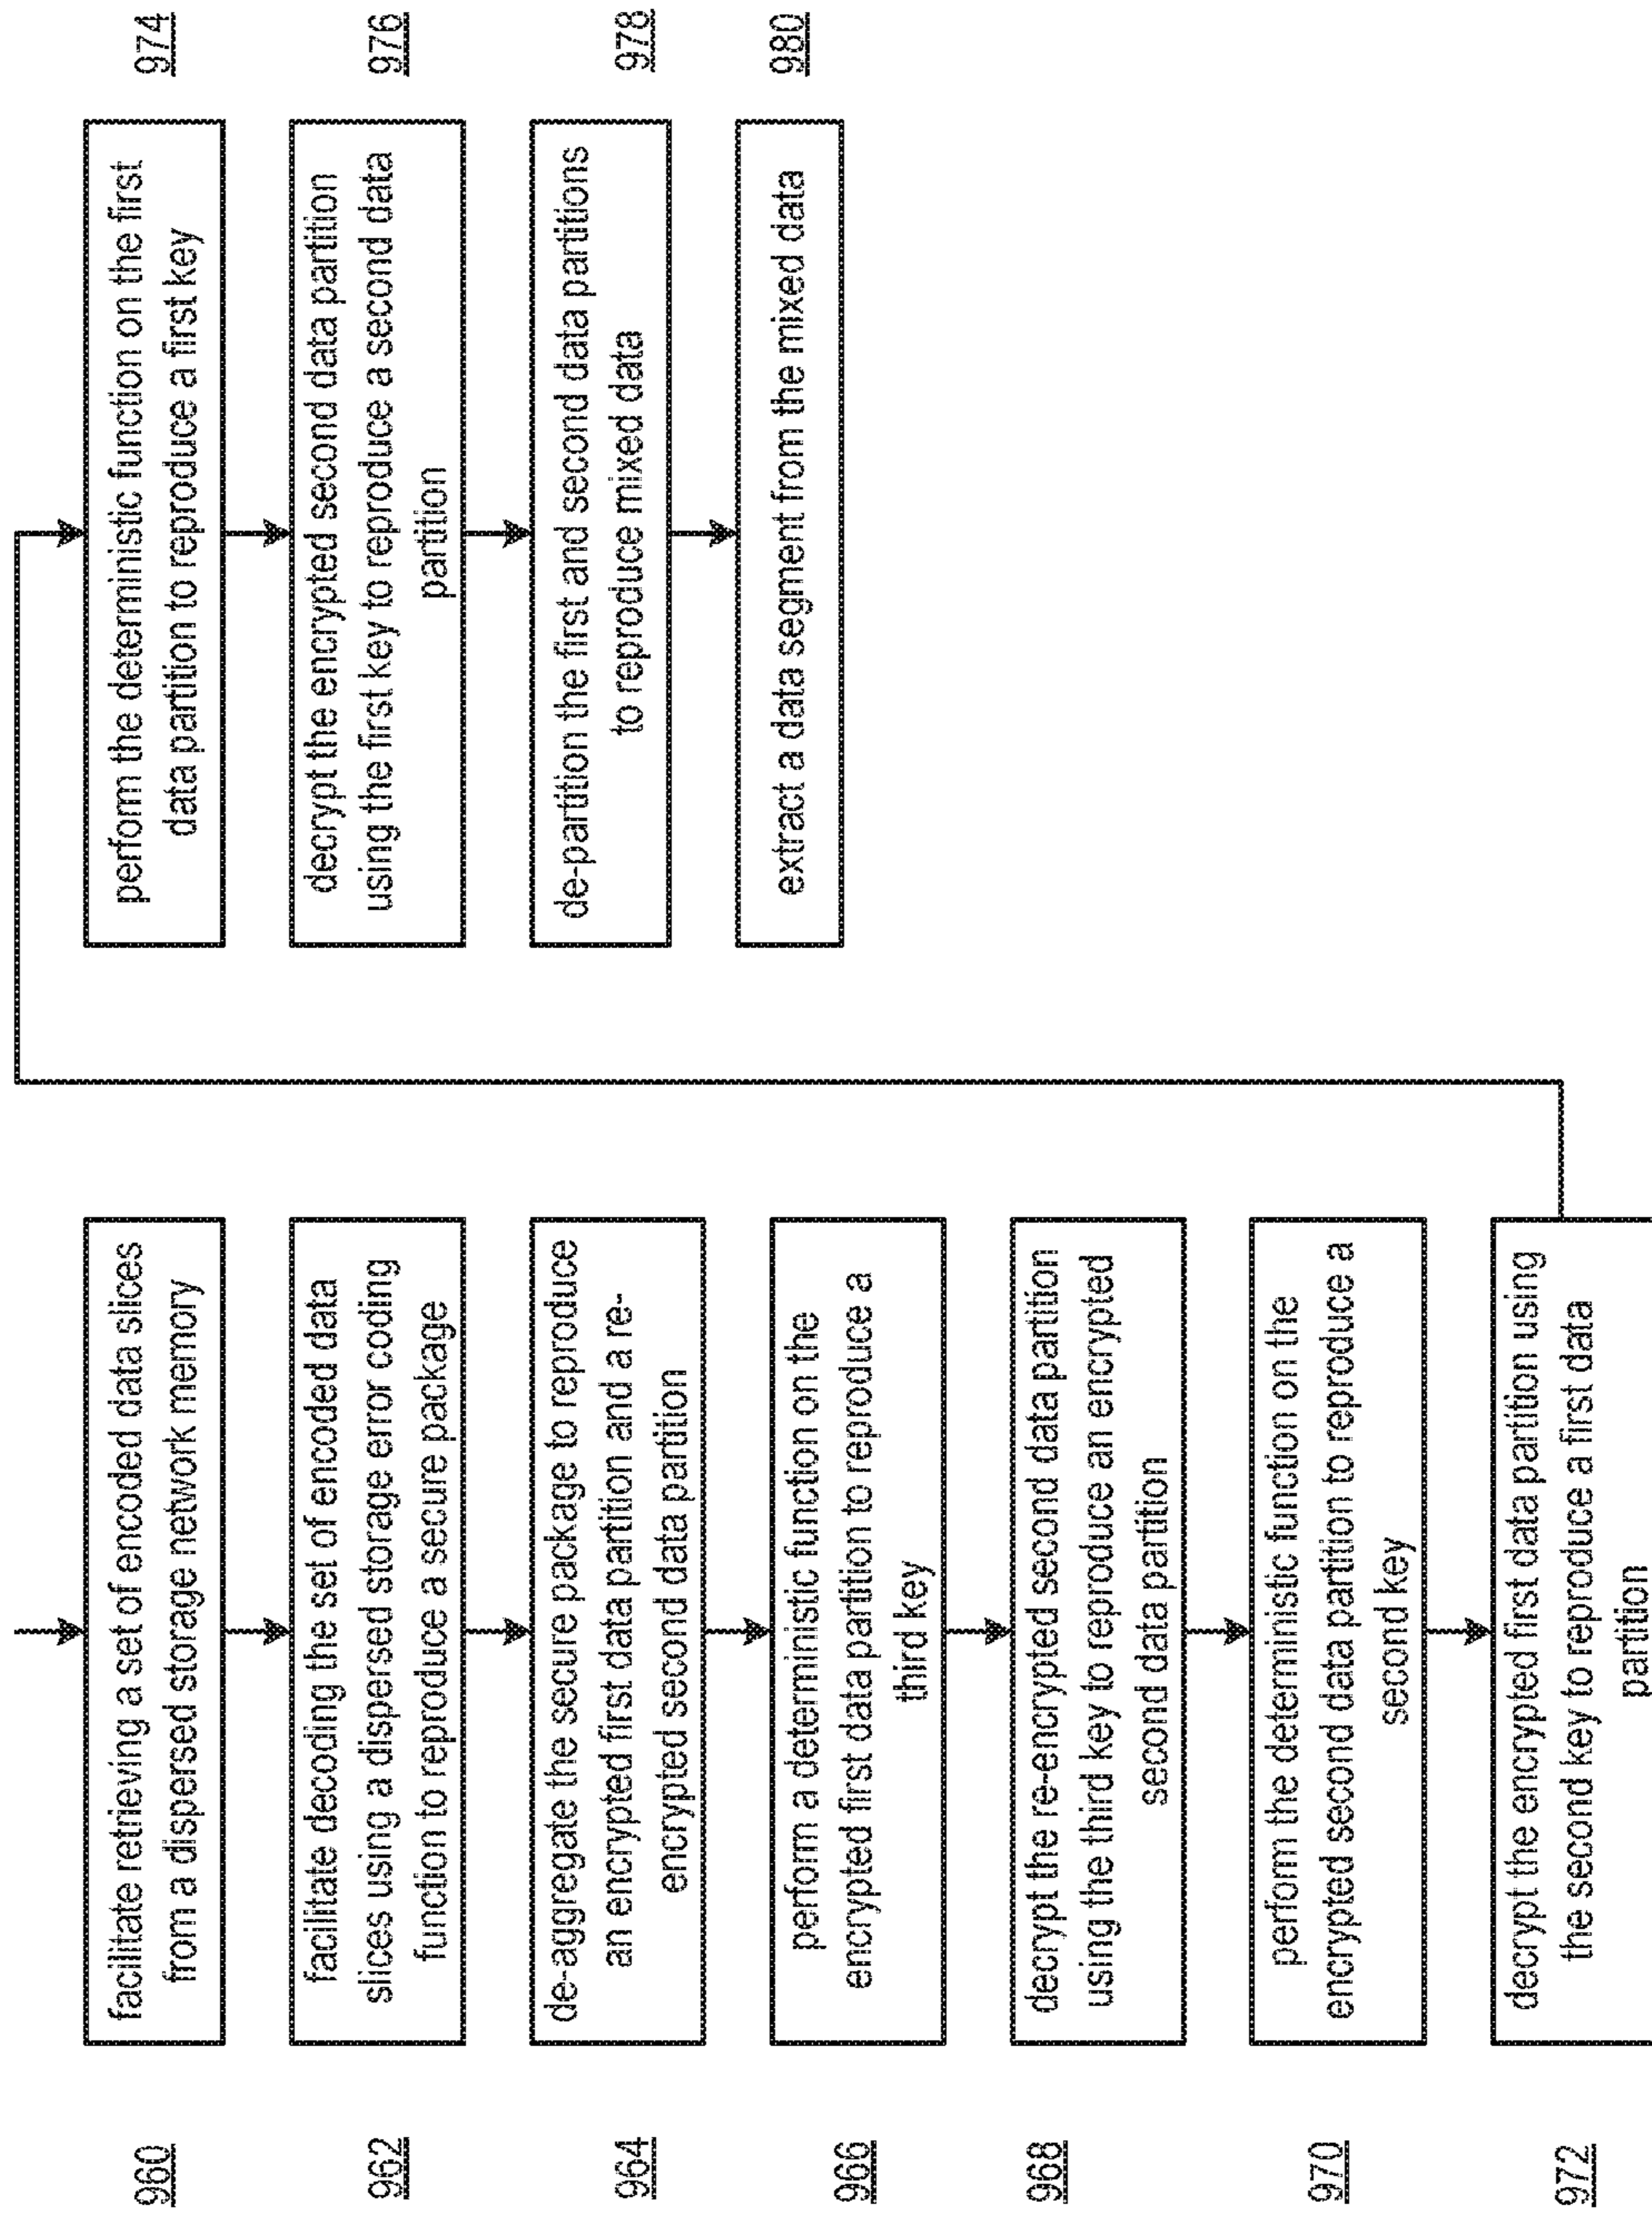 960
facilitate retrieving a set of encoded data slices
from a dispersed storage network memory
962
facilitate decoding the set of encoded data
slices using a dispersed storage error coding
function to reproduce a secure package
964
de-aggregate the secure package to reproduce
an encrypted first data partition and a re-
encrypted second data partition
966
perform a deterministic function on the
encrypted first data partition to reproduce a
third key
968
decrypt the re-encrypted second data partition
using the third key to reproduce an encrypted
second data partition
970
perform the deterministic function on the
encrypted second data partition to reproduce a
second key
972
decrypt the encrypted first data partition using
the second key to reproduce a first data
partition
974
perform the deterministic function on the first
data partition to reproduce a first key
976
decrypt the encrypted second data partition
using the first key to reproduce a second data
partition
978
de-partition the first and second data partitions
to reproduce mixed data
980
extract a data segment from the mixed data